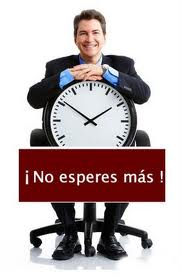 ¡ No esperes más !